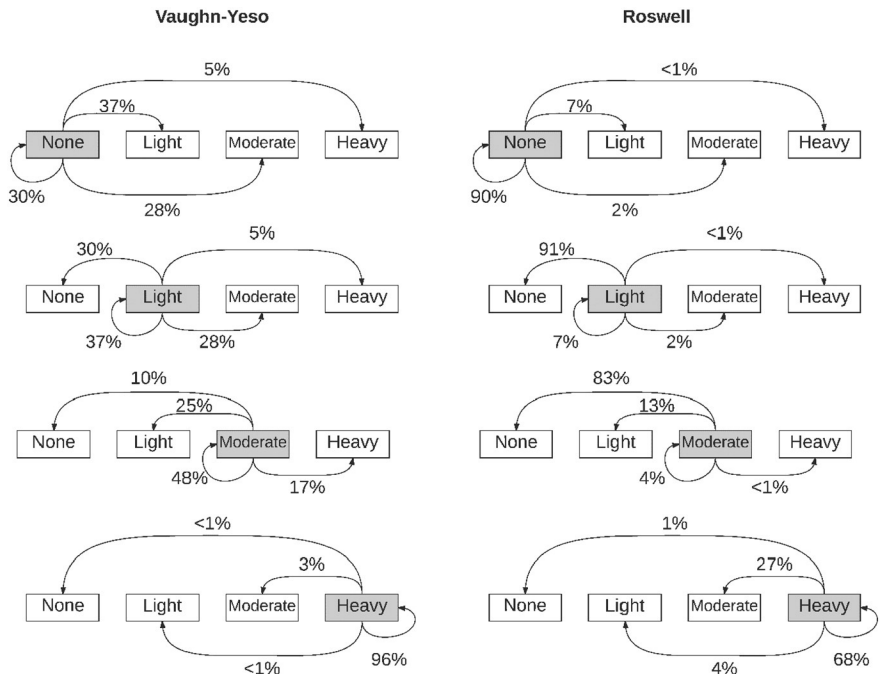 Vaughn-Yeso Roswell
5% <1%
37% 7%
None Light Moderate Heavy None Light Moderate Heavy
30% 28% 90% 2%
30% 5% 91% <1%
None Light Moderate Heavy None Light Moderate Heavy
37% 28% 7% 2%
10% 83%
25% 13%
None Light Moderate Heavy None Light Moderate Heavy
48% 17% 4% <1%
<1% 1%
3% 27%
None Light Moderate Heavy None Light Moderate Heavy
<1% 96% 4% 68%